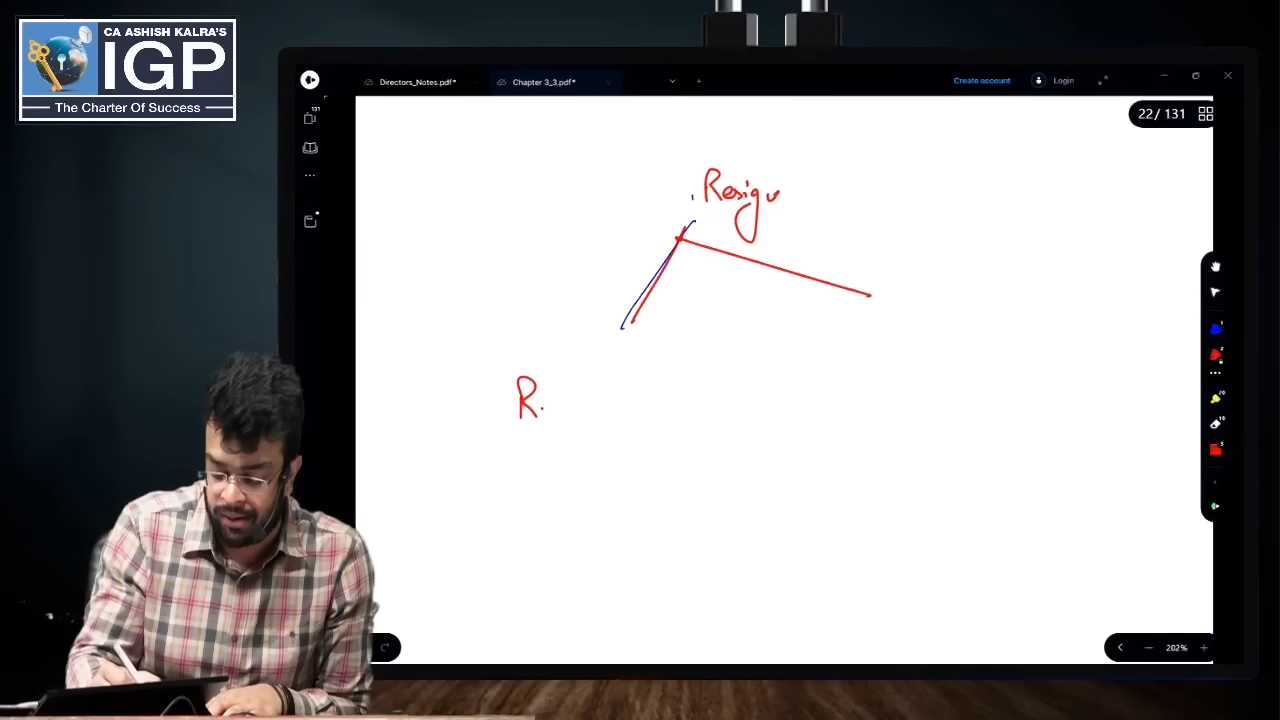 CA ASHISH KALRA'S
IGP
The Charter Of Success
Directors_Notes.pdf*
Chapter 3_3.pdf*
Create account
Login
131
22/ 131
Resign
R.
202%